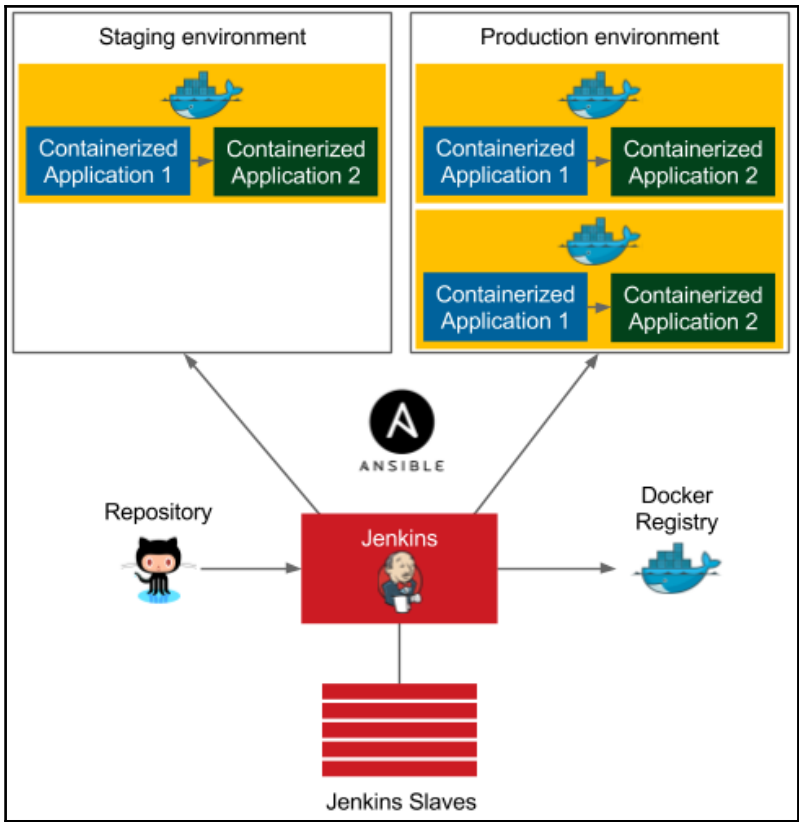 Staging environment
Containerized
Application 1
Containerized
Application 2
Production environment
Containerized
Application 1
Containerized
Application 2
Containerized
Application 1
Containerized
Application 2
ANSIBLE
Repository
Jenkins
Docker
Registry
Jenkins Slaves